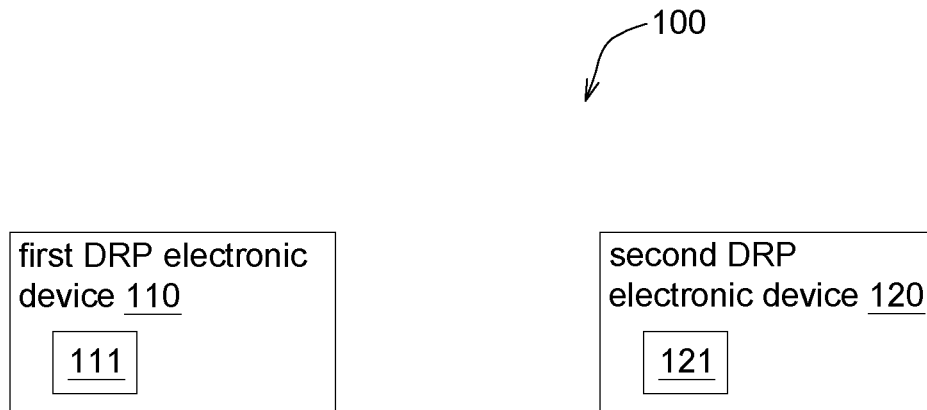 100
first DRP electronic
device 110
111
second DRP
electronic device 120
121